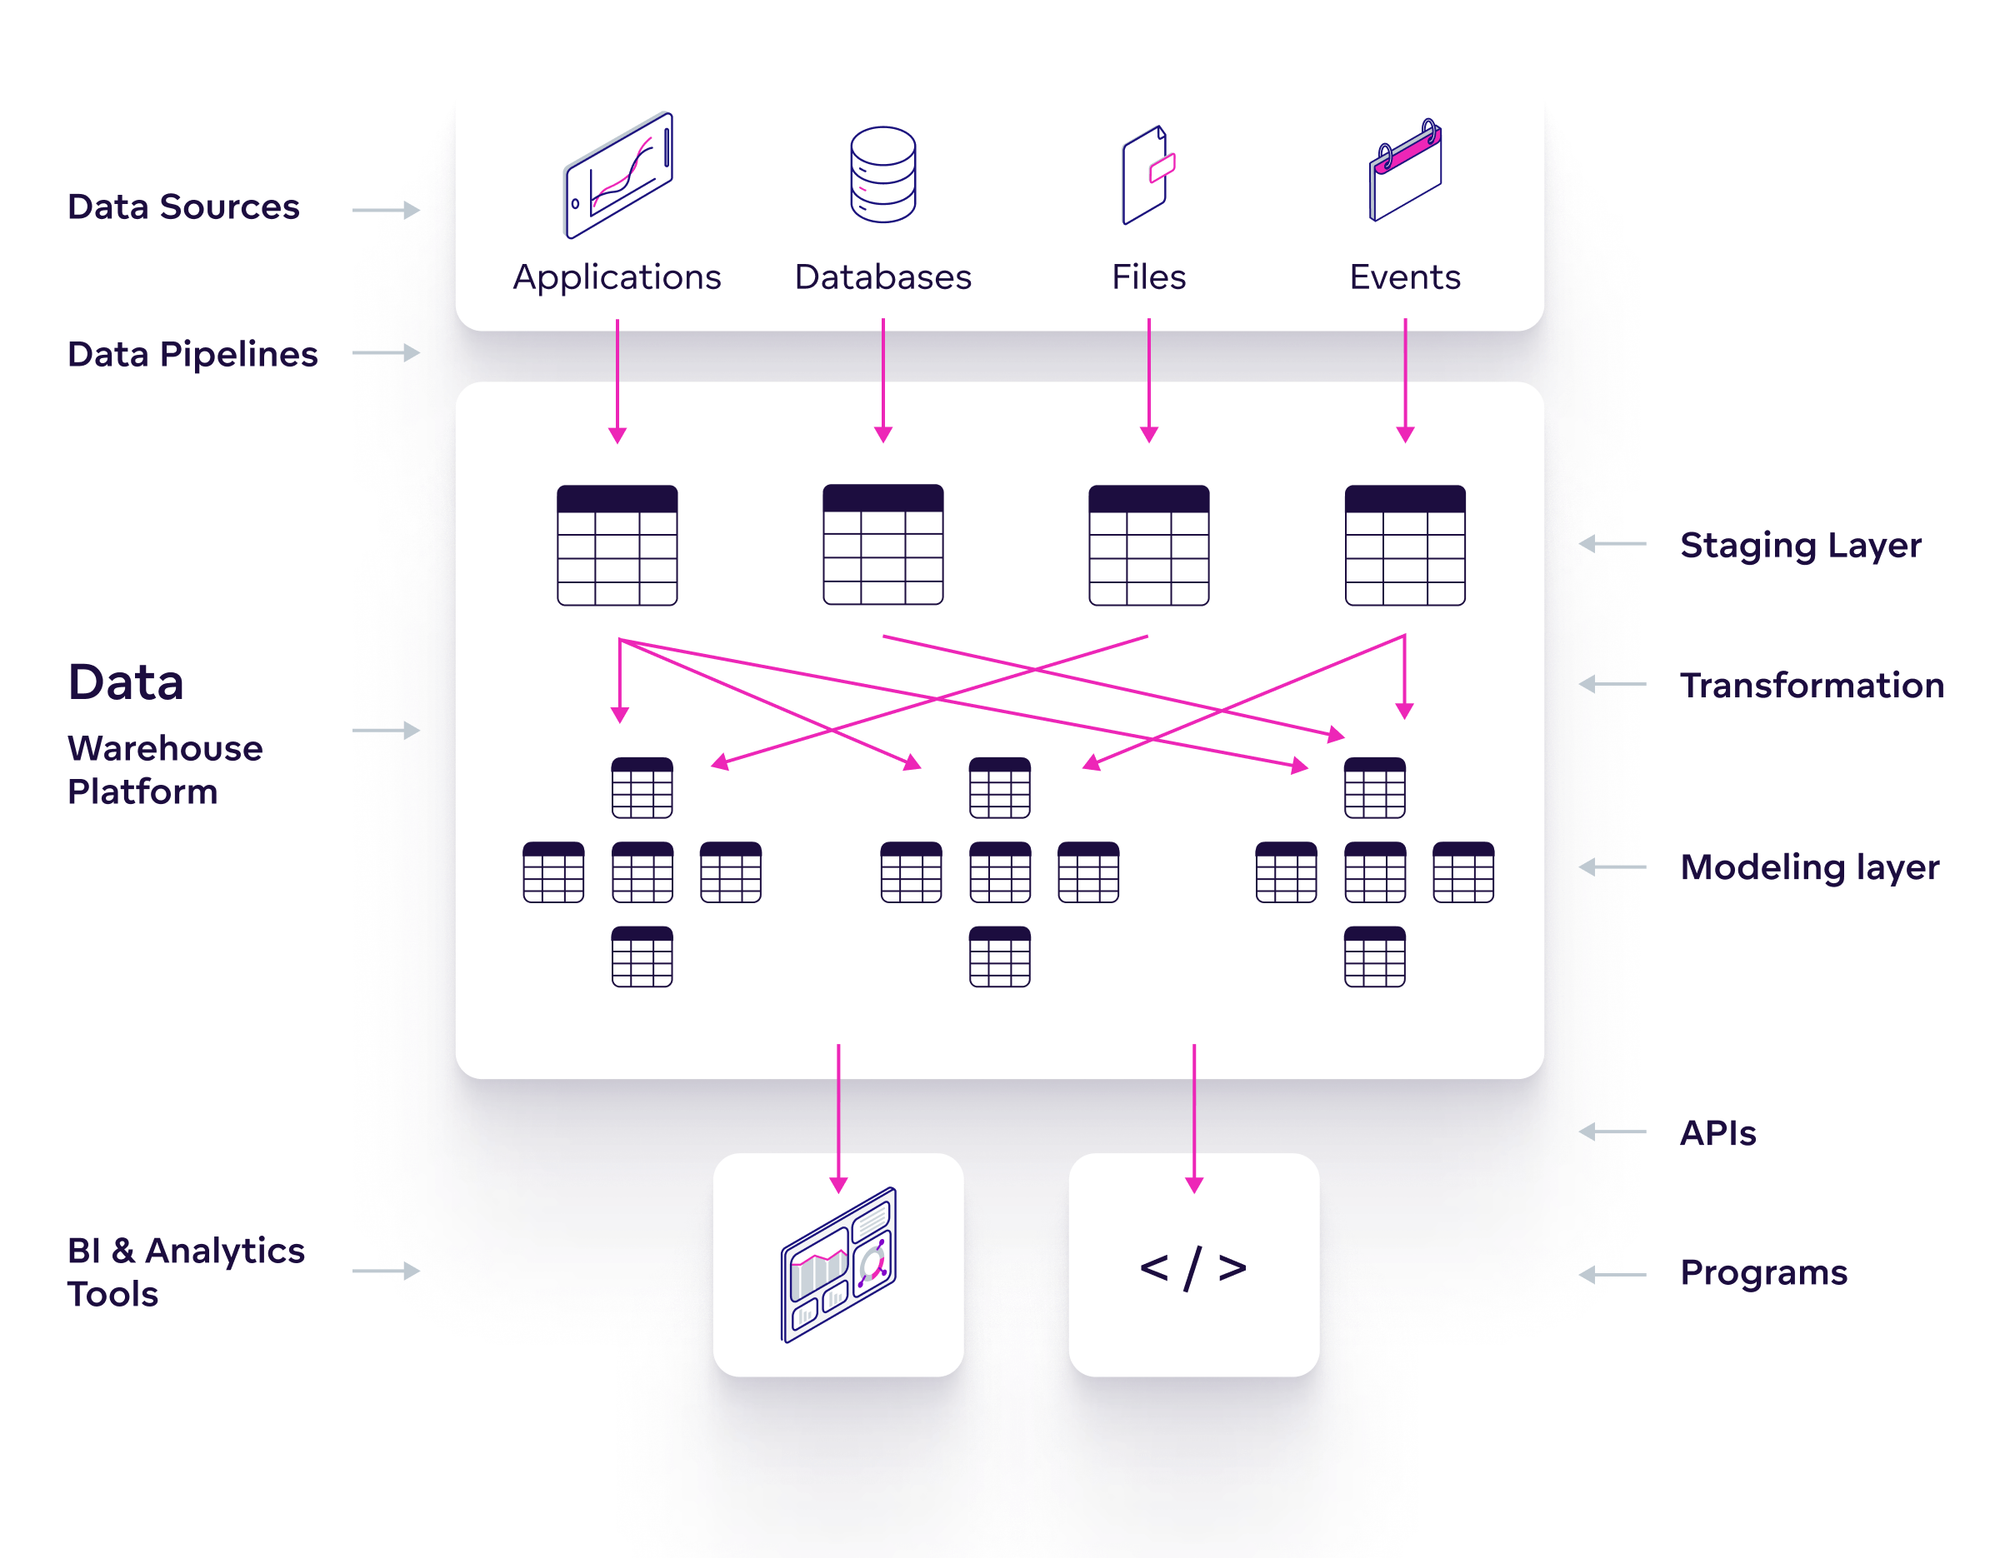 Data Sources
Applications
Databases
Files
Events
Data Pipelines
Staging Layer
Data
Warehouse
Platform
Transformation
Modeling layer
APIs
BI & Analytics
Tools
</>
Programs